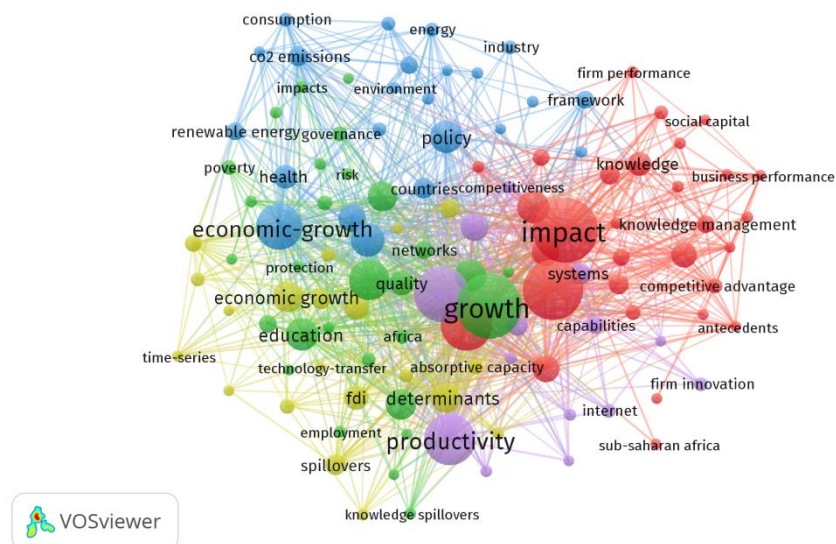 consumption
energy
industry
co2 emissions
firm performance
impacts
environment
framework
social capital
renewable energy
governance
policy
poverty
risk
knowledge
health
countries
competitiveness
business performance
economic-growth
impact
knowledge management
networks
protection
systems
quality
competitive advantage
economic growth
growth
capabilities
antecedents
education
africa
time-series
technology-transfer
absorptive capacity
firm innovation
fdi
determinants
internet
employment
productivity
sub-saharan africa
spillovers
knowledge spillovers
VOSviewer